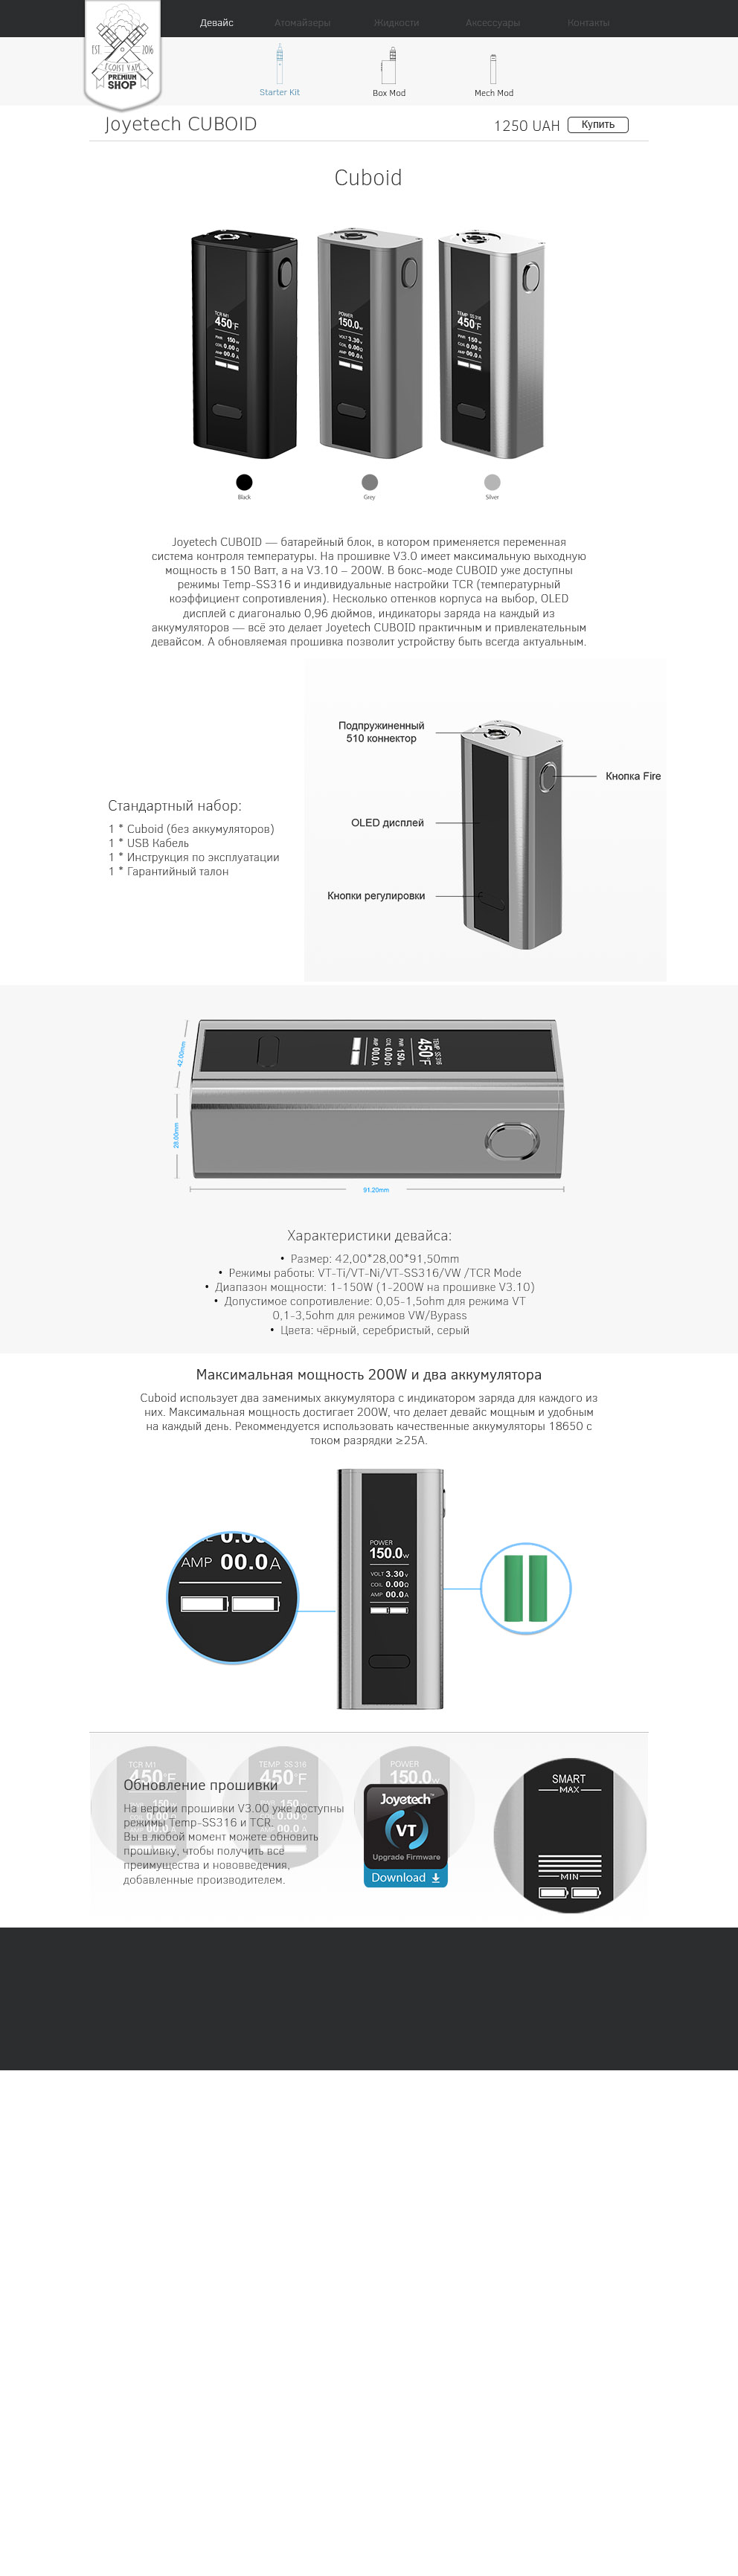 Девайс
Атомайзеры
Жидкости
Аксессуары
Контакты
EST 2016
COIST VAPE
PREMIUM
SHOP
Starter Kit
Box Mod
Mech Mod
Joyetech CUBOID
1250 UAH
Купить
Cuboid
TCR M1
450°F
PWR 150 W
COIL 0.00 Ω
AMP 00.0 A
POWER
150.0 W
VOLT 3.30 V
COIL 0.00 Ω
AMP 00.0 A
TEMP SS 316
450°F
PWR 150 W
COIL 0.00 Ω
AMP 00.0 A
Black
Grey
Silver
Joyetech CUBOID — батарейный блок, в котором применяется переменная
система контроля температуры. На прошивке V3.0 имеет максимальную выходную
мощность в 150 Ватт, а на V3.10 – 200W. В бокс-моде CUBOID уже доступны
режимы Temp-SS316 и индивидуальные настройки TCR (температурный
коэффициент сопротивления). Несколько оттенков корпуса на выбор, OLED
дисплей с диагональю 0,96 дюймов, индикаторы заряда на каждый из
аккумуляторов — всё это делает Joyetech CUBOID практичным и привлекательным
девайсом. А обновляемая прошивка позволит устройству быть всегда актуальным.
Подпружиненный
510 коннектор
Кнопка Fire
OLED дисплей
Кнопки регулировки
Стандартный набор:
1 * Cuboid (без аккумуляторов)
1 * USB Кабель
1 * Инструкция по эксплуатации
1 * Гарантийный талон
42.00mm
28.00mm
TEMP SS 316
450°F
PWR 150 W
COIL 0.00 Ω
AMP 00.0 A
91.20mm
Характеристики девайса:
• Размер: 42,00*28,00*91,50mm
• Режимы работы: VT-Ti/VT-Ni/VT-SS316/VW /TCR Mode
• Диапазон мощности: 1-150W (1-200W на прошивке V3.10)
• Допустимое сопротивление: 0,05-1,5ohm для режима VT
0,1-3,5ohm для режимов VW/Bypass
• Цвета: чёрный, серебристый, серый
Максимальная мощность 200W и два аккумулятора
Cuboid использует два заменимых аккумулятора с индикатором заряда для каждого из
них. Максимальная мощность достигает 200W, что делает девайс мощным и удобным
на каждый день. Рекоммендуется использовать качественные аккумуляторы 18650 с
током разрядки ≥25A.
AMP 00.0 A
POWER
150.0 W
VOLT 3.30 V
COIL 0.00 Ω
AMP 00.0 A
TCR M1
450°F
TEMP SS 316
450°F
POWER
150.0
Обновление прошивки
На версии прошивки V3.00 уже доступны
режимы Temp-SS316 и TCR.
Вы в любой момент можете обновить
прошивку, чтобы получить все
преимущества и нововведения,
добавленные производителем.
Joyetech™
VT
Upgrade Firmware
Download
SMART
MAX
MIN